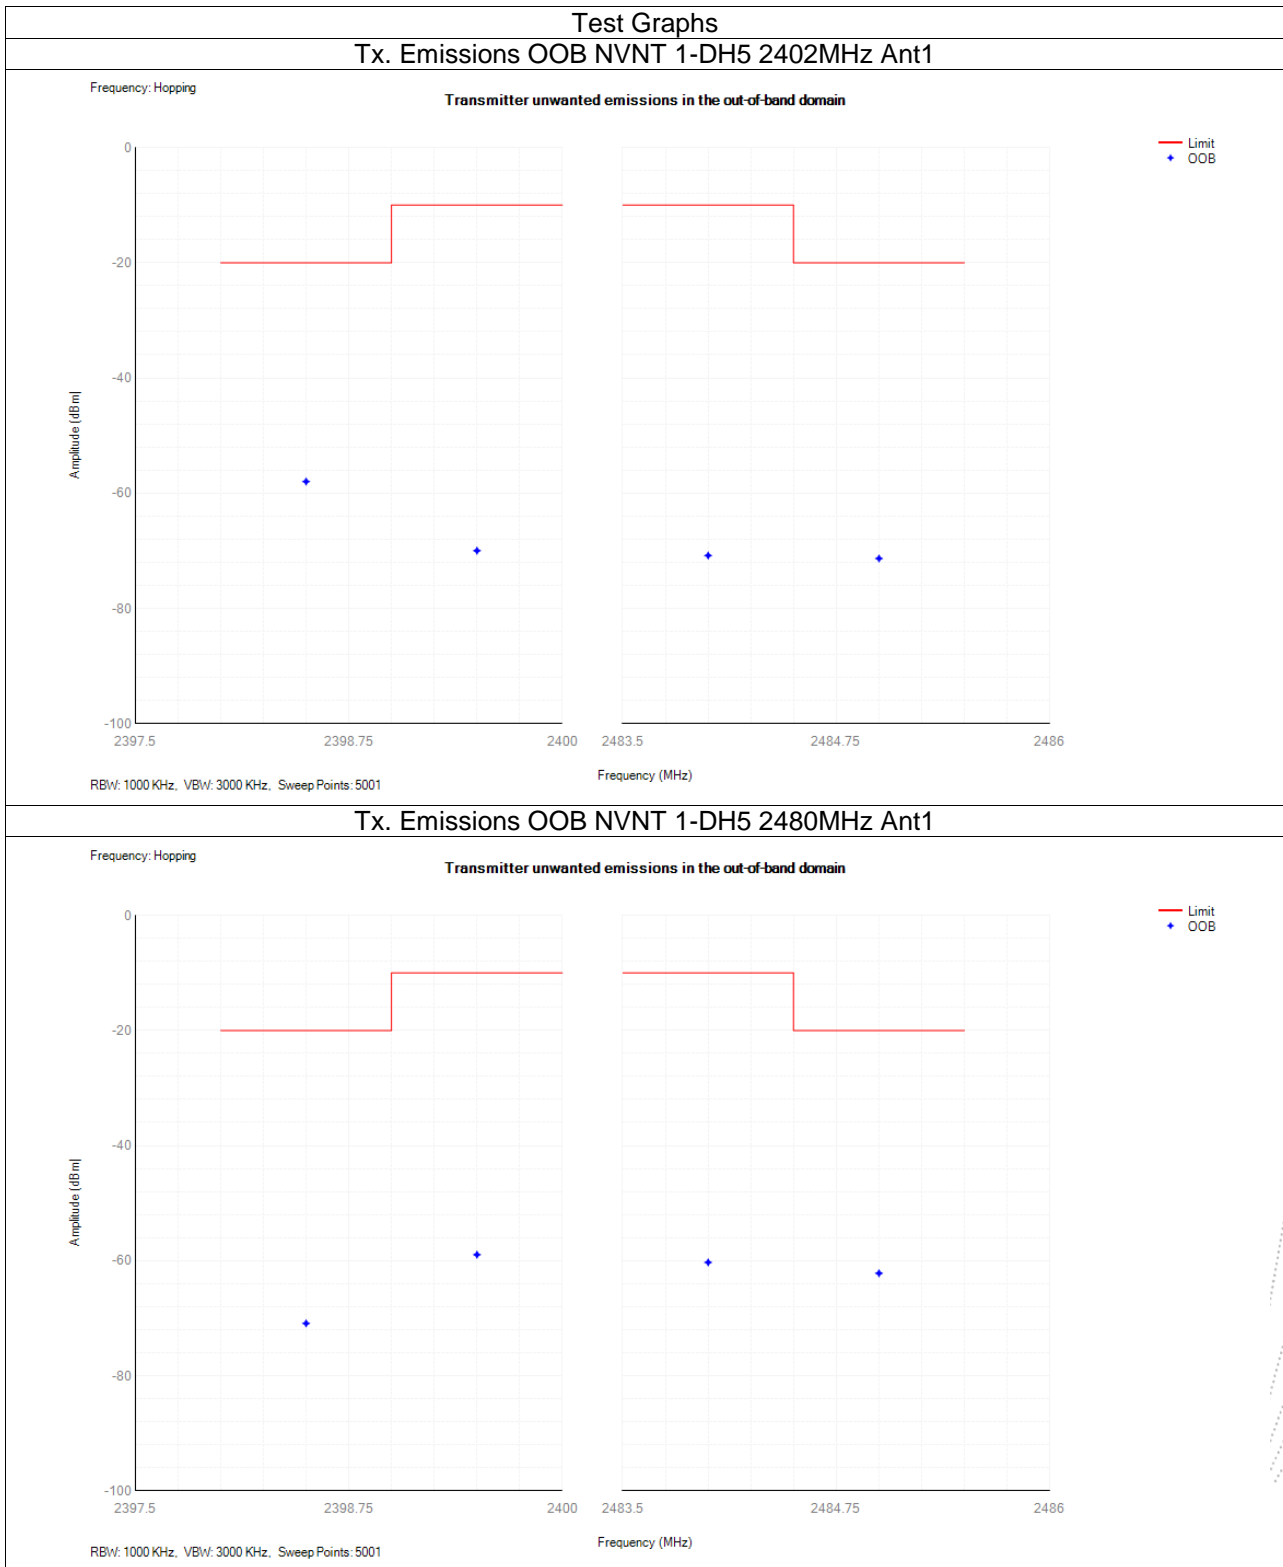 Test Graphs
Tx. Emissions OOB NVNT 1-DH5 2402MHz Ant1
Frequency: Hopping
Transmitter unwanted emissions in the out-of-band domain
Limit
OOB
0
-20
-40
-60
-80
-100
Amplitude (dBm)
2397.5 2398.75 2400 2483.5 2484.75 2486
Frequency (MHz)
RBW: 1000 KHz, VBW: 3000 KHz, Sweep Points: 5001
Tx. Emissions OOB NVNT 1-DH5 2480MHz Ant1
Frequency: Hopping
Transmitter unwanted emissions in the out-of-band domain
Limit
OOB
0
-20
-40
-60
-80
-100
Amplitude (dBm)
2397.5 2398.75 2400 2483.5 2484.75 2486
Frequency (MHz)
RBW: 1000 KHz, VBW: 3000 KHz, Sweep Points: 5001